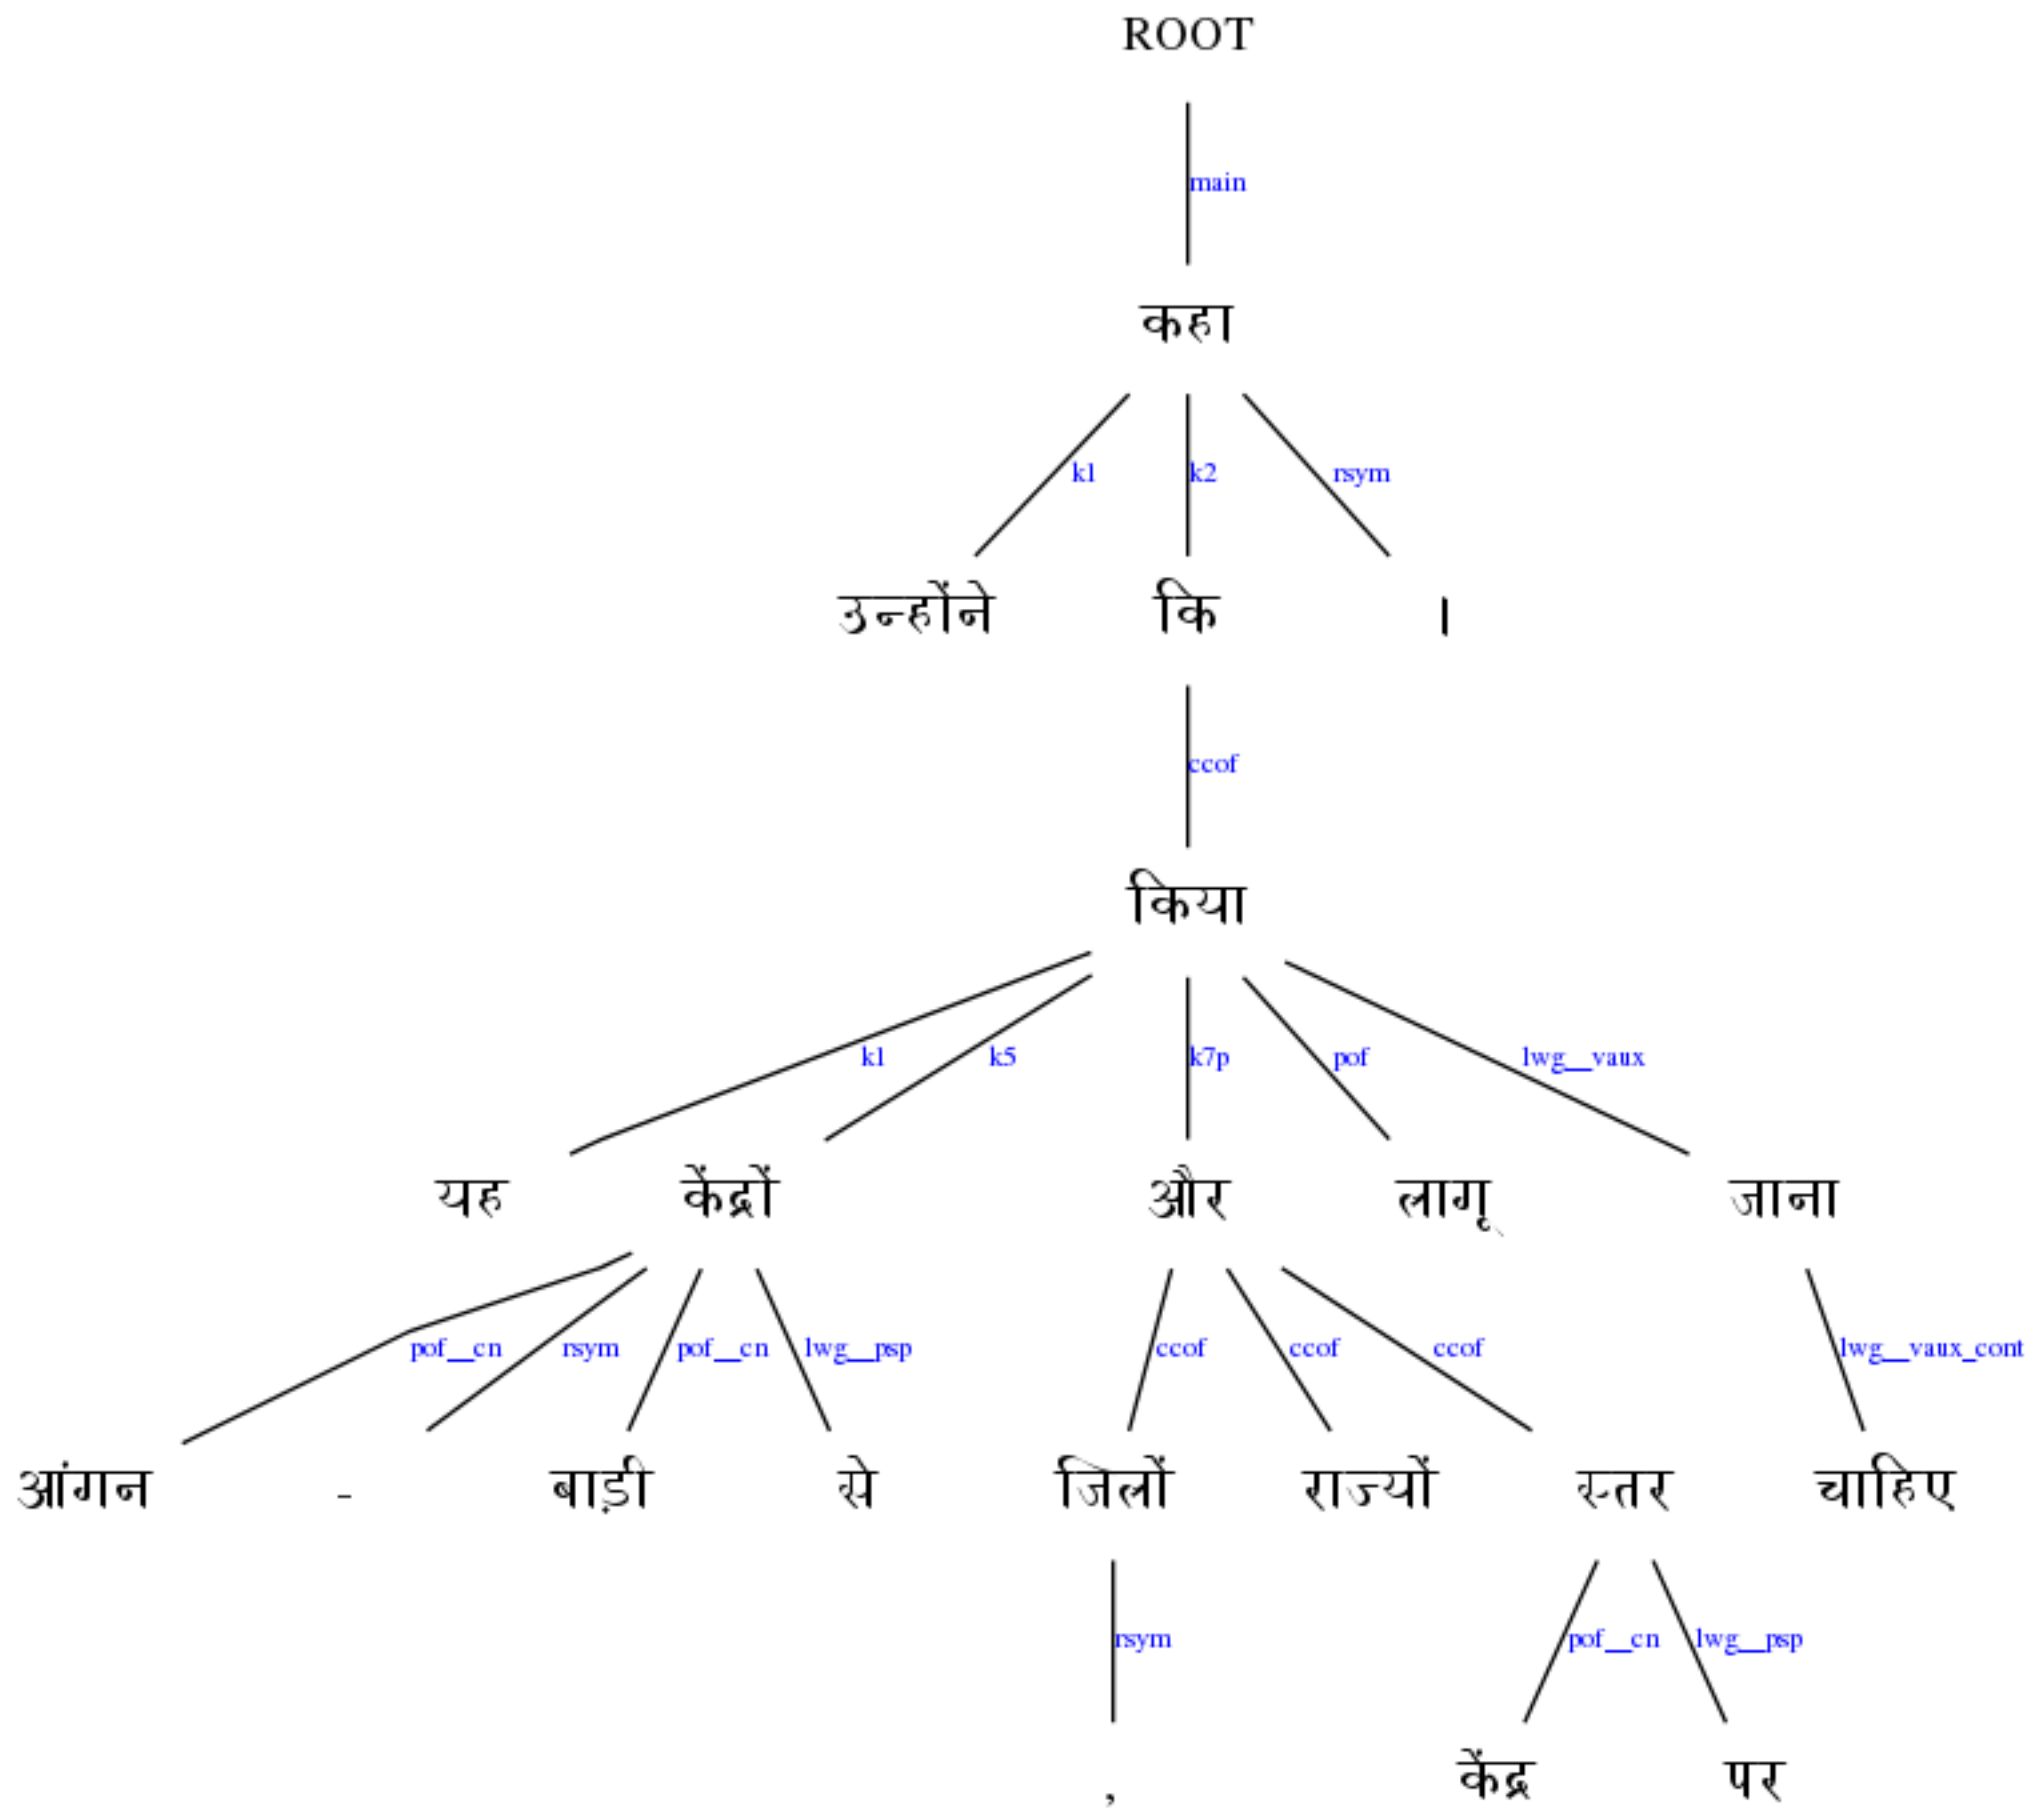 ROOT
main
कहा
k1 k2 rsym
उन्होंने कि ।
ccof
किया
k1 k5 k7p pof lwg__vaux
यह केंद्रों और लागू जाना
pof__cn rsym pof__cn lwg__psp ccof ccof ccof lwg__vaux_cont
आंगन - बाड़ी से जिलों राज्यों स्तर चाहिए
rsym pof__cn lwg__psp
, केंद्र पर